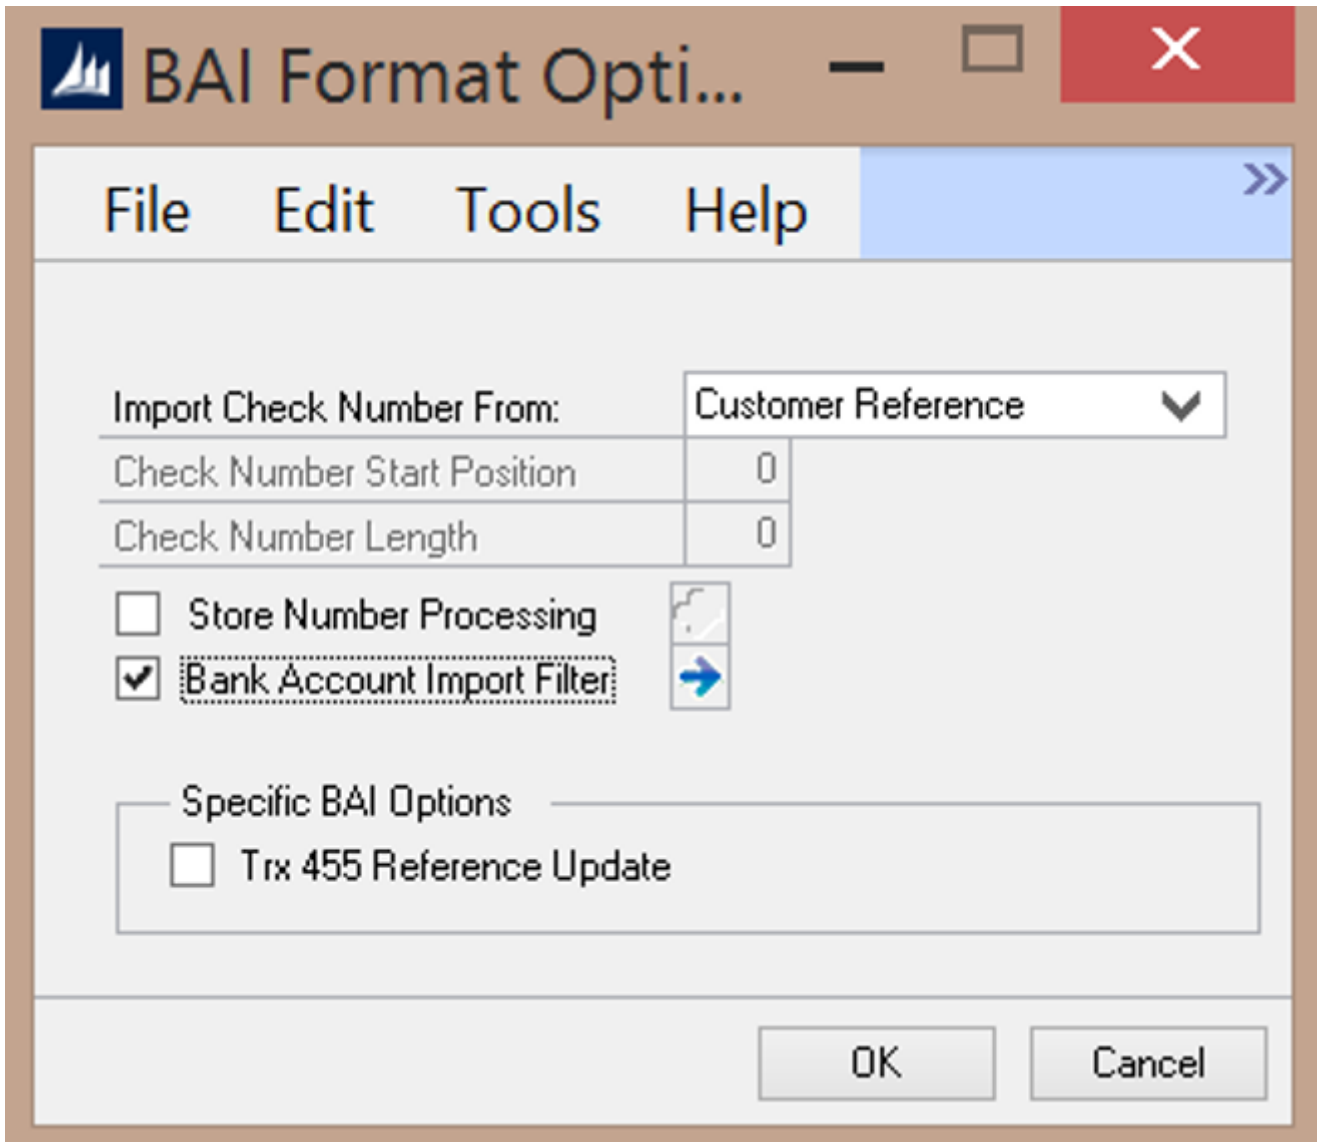 BAI Format Opti...
File Edit Tools Help
Import Check Number From: Customer Reference
Check Number Start Position 0
Check Number Length 0
Store Number Processing
Bank Account Import Filter
Specific BAI Options
Trx 455 Reference Update
OK Cancel